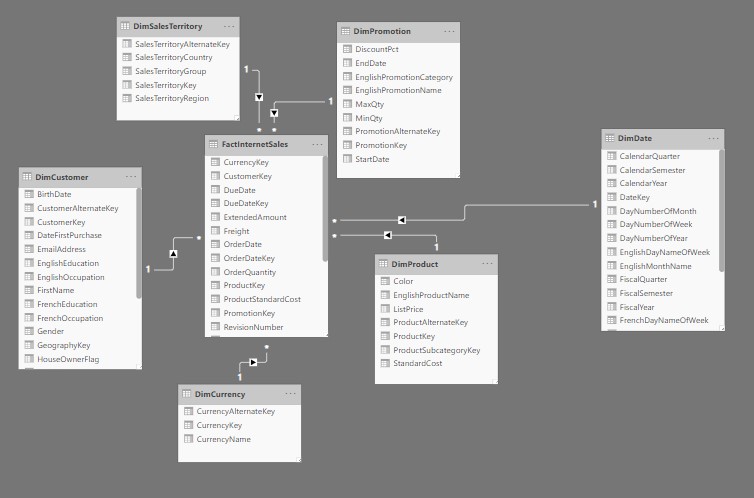 DimSalesTerritory
SalesTerritoryAlternateKey
SalesTerritoryCountry
SalesTerritoryGroup
SalesTerritoryKey
SalesTerritoryRegion
1
DimPromotion
DiscountPct
EndDate
EnglishPromotionCategory
EnglishPromotionName
MaxQty
MinQty
PromotionAlternateKey
PromotionKey
StartDate
1
FactInternetSales
CurrencyKey
CustomerKey
DueDate
DueDateKey
ExtendedAmount
Freight
OrderDate
OrderDateKey
OrderQuantity
ProductKey
ProductStandardCost
PromotionKey
RevisionNumber
DimDate
CalendarQuarter
CalendarSemester
CalendarYear
DateKey
DayNumberOfMonth
DayNumberOfWeek
DayNumberOfYear
EnglishDayNameOfWeek
EnglishMonthName
FiscalQuarter
FiscalSemester
FiscalYear
FrenchDayNameOfWeek
1
DimCustomer
BirthDate
CustomerAlternateKey
CustomerKey
DateFirstPurchase
EmailAddress
EnglishEducation
EnglishOccupation
FirstName
FrenchEducation
FrenchOccupation
Gender
GeographyKey
HouseOwnerFlag
1
DimProduct
Color
EnglishProductName
ListPrice
ProductAlternateKey
ProductKey
ProductSubcategoryKey
StandardCost
1
DimCurrency
CurrencyAlternateKey
CurrencyKey
CurrencyName
1